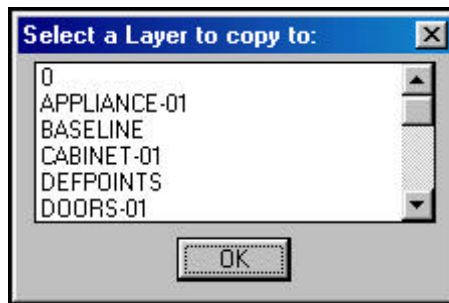 Select a Layer to copy to:
0
APPLIANCE-01
BASELINE
CABINET-01
DEFPOINTS
DOORS-01
OK